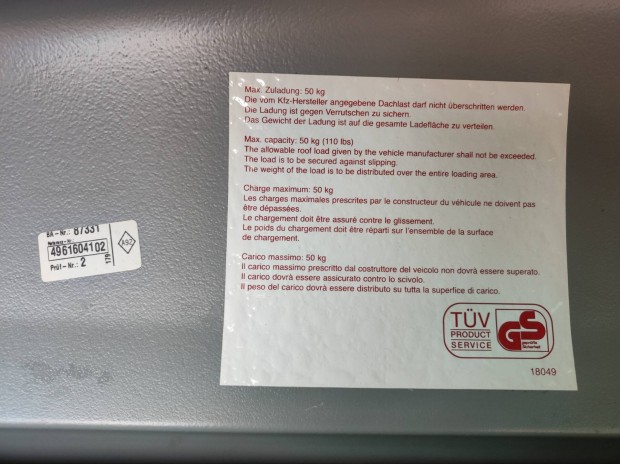 Max. Zuladung: 50 kg
Die vom Kfz-Hersteller angegebene Dachlast darf nicht überschritten werden.
Die Ladung ist gegen Verrutschen zu sichern.
Das Gewicht der Ladung ist auf die gesamte Ladefläche zu verteilen.
Max. capacity: 50 kg (110 lbs)
The allowable roof load given by the vehicle manufacturer shall not be exceeded.
The load is to be secured against slipping.
The weight of the load is to be distributed over the entire loading area.
Charge maximum: 50 kg
Les charges maximales prescrites par le constructeur du véhicule ne doivent pas
être dépassées.
Le chargement doit être assuré contre le glissement.
Le poids du chargement doit être réparti sur l'ensemble de la surface
de chargement.
Carico massimo: 50 kg
Il carico massimo prescritto dal costruttore del veicolo non dovrà essere superato.
Il carico dovrà essere assicurato contro lo scivolo.
Il peso del carico dovrà essere distribuito su tutta la superfice di carico.
TÜV
PRODUCT
SERVICE
GS
geprüfte
Sicherheit
18049
BA-Nr.: 87331
4961604102
Prüf-Nr.: 2
179
A92